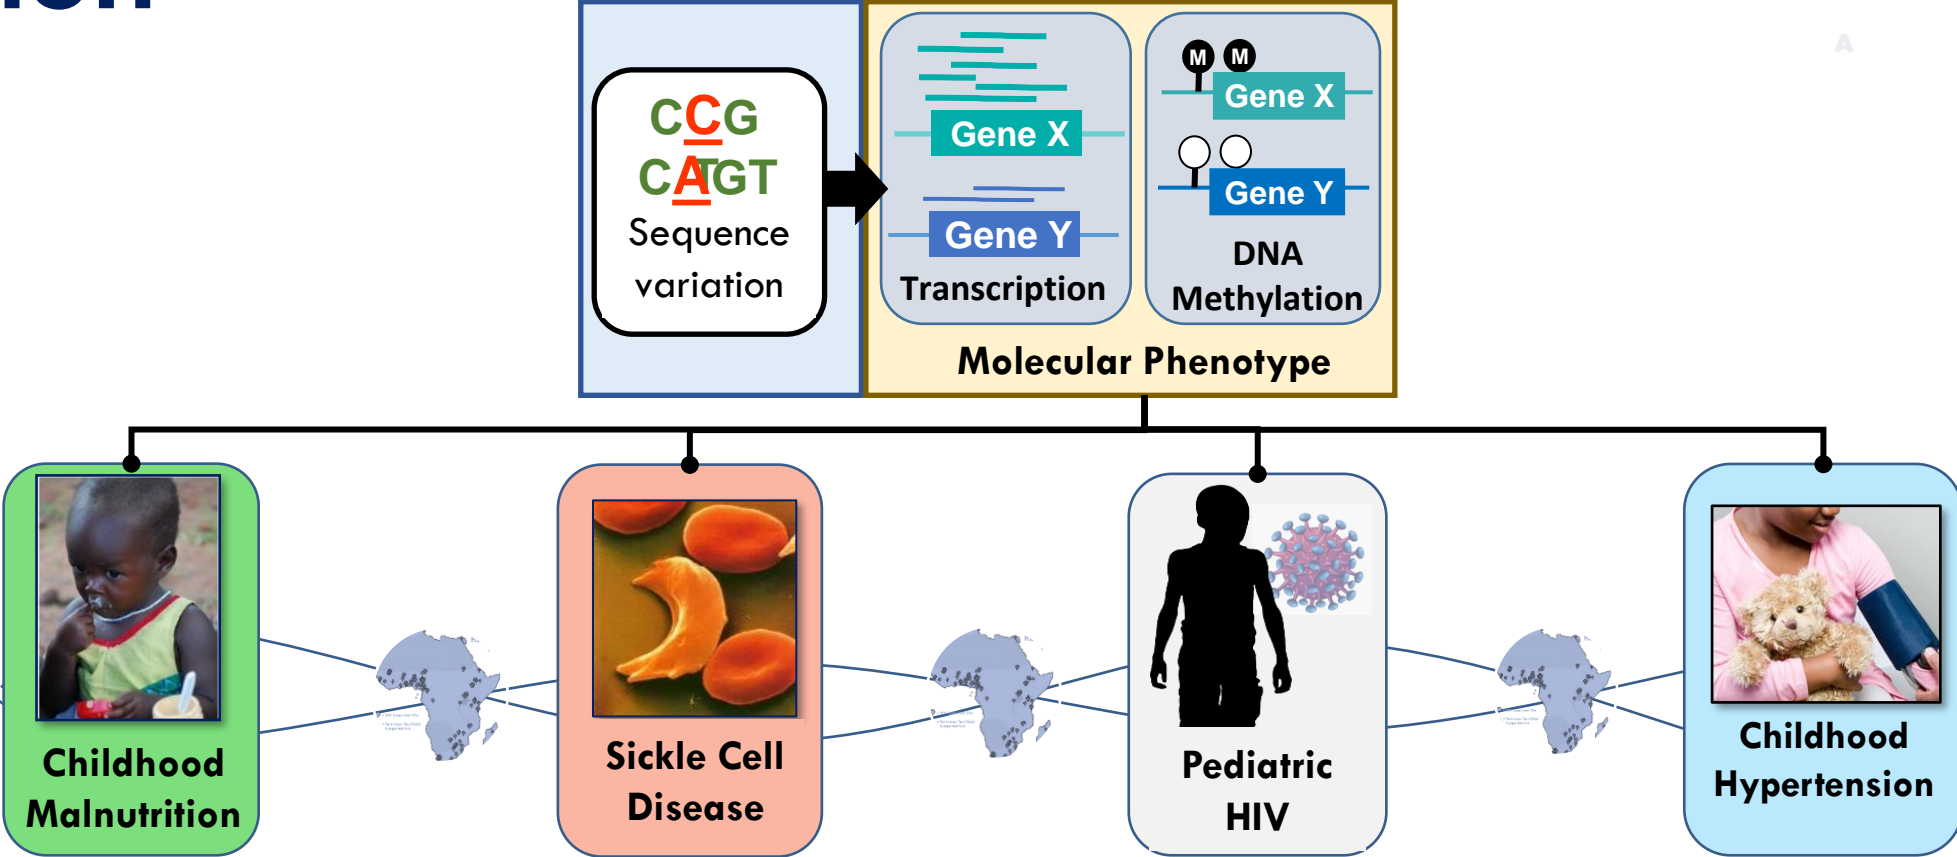 CCG
CATGT
Sequence
variation
Gene X
Gene Y
Transcription
M M
Gene X
Gene Y
DNA
Methylation
Molecular Phenotype
A
Childhood
Malnutrition
Sickle Cell
Disease
Pediatric
HIV
Childhood
Hypertension